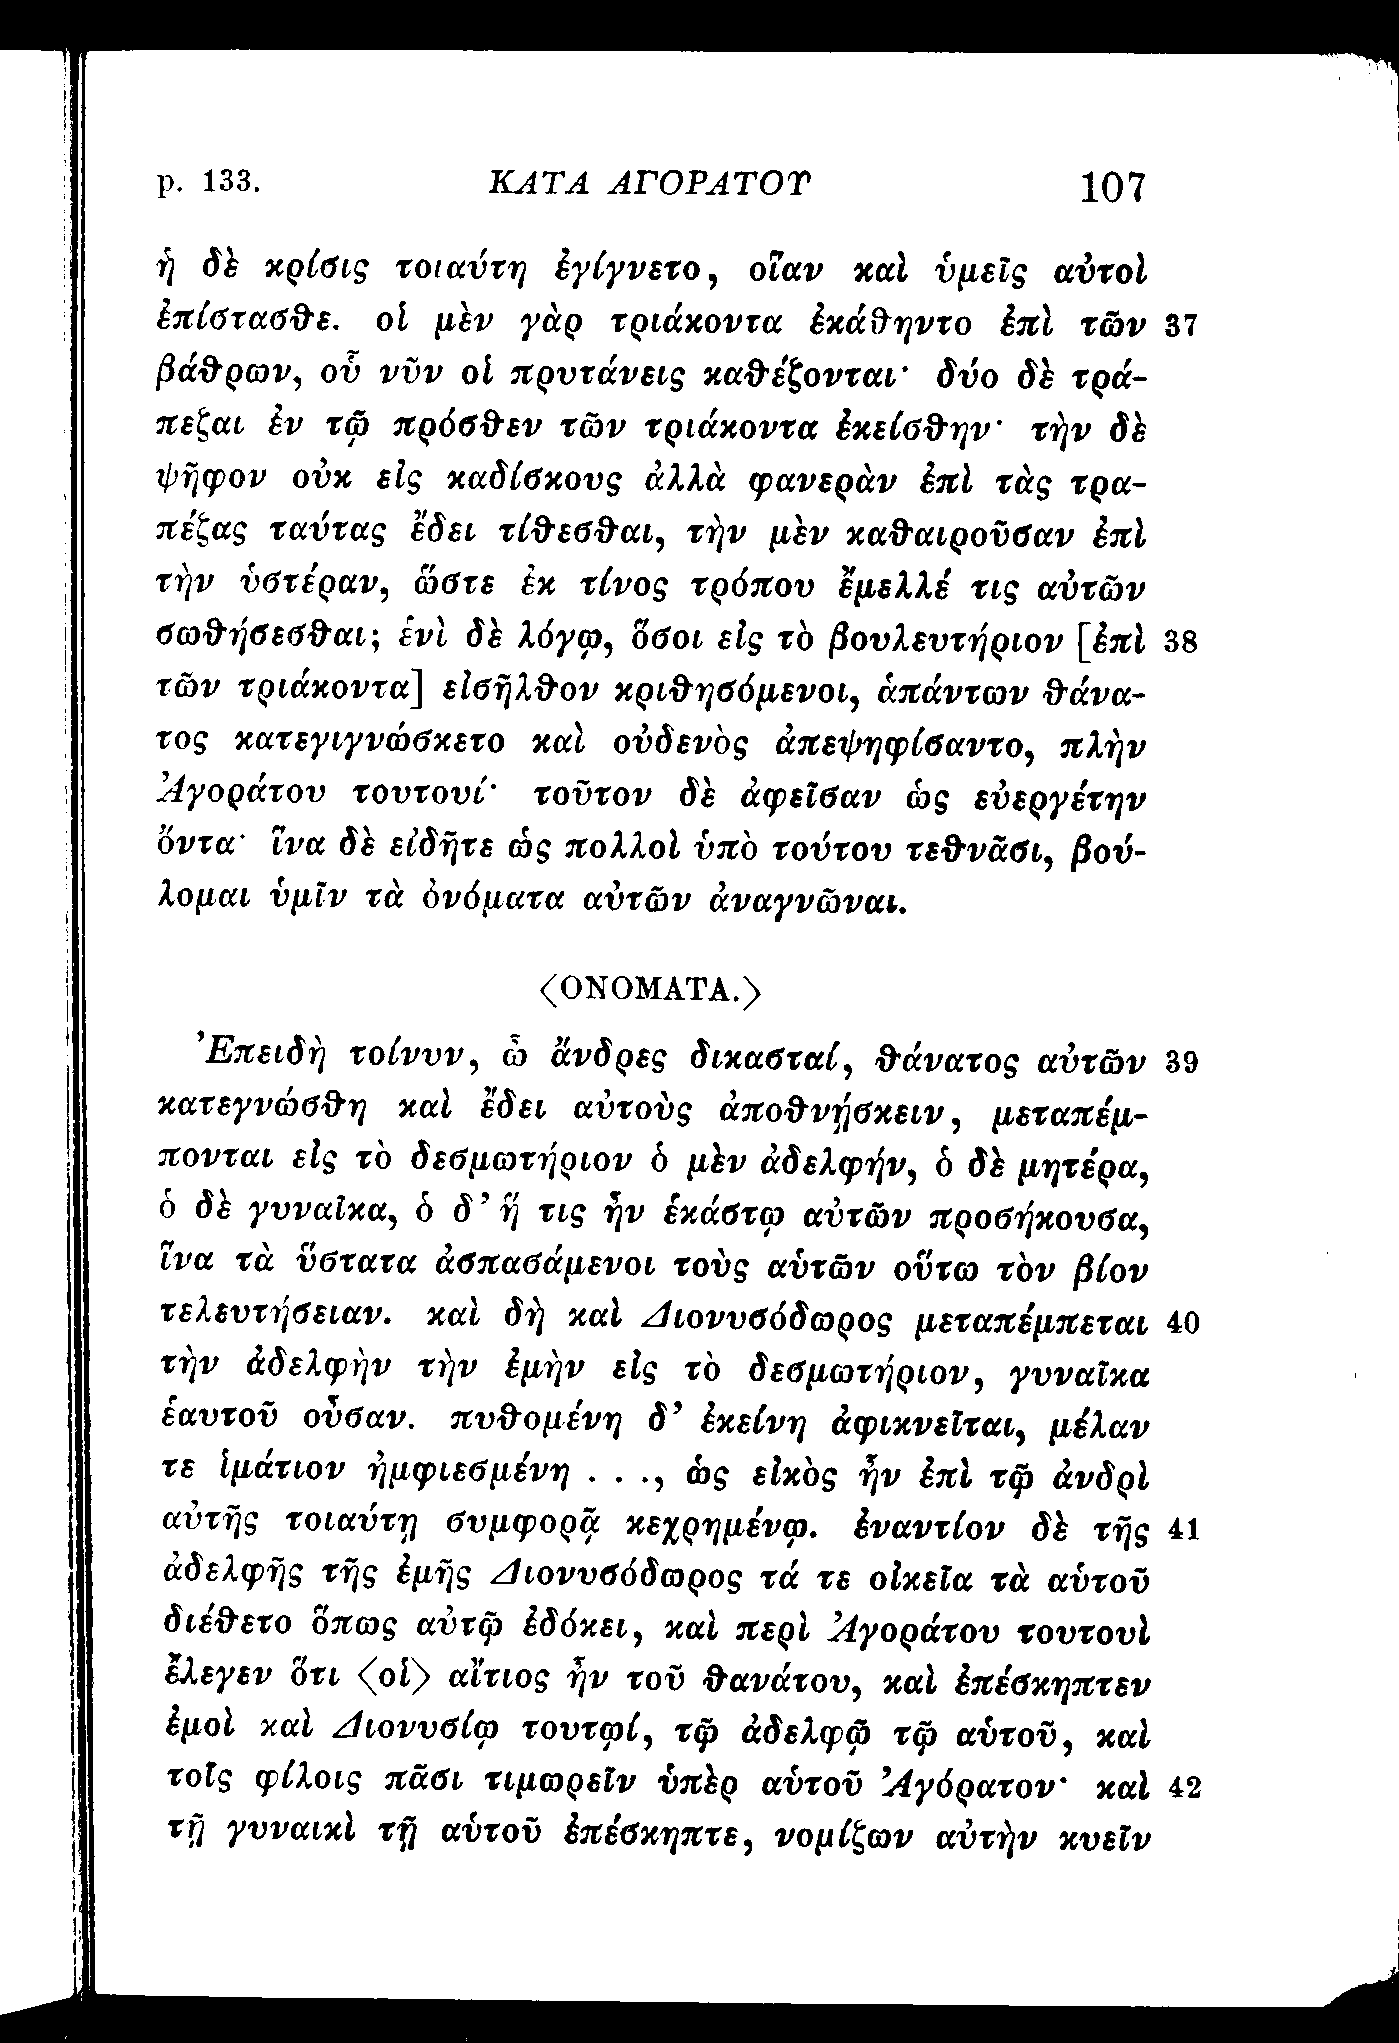 p. 133. ΚΑΤΑ ΑΓΟΡΑΤΟΥ 107
ἡ δὲ κρίσις τοιαύτη ἐγίγνετο, οἵαν καὶ ὑμεῖς αὐτοὶ
ἐπίστασθε. οἱ μὲν γὰρ τριάκοντα ἐκάθηντο ἐπὶ τῶν 37
βάθρων, οὗ νῦν οἱ πρυτάνεις καθέζονται· δύο δὲ τρά-
πεζαι ἐν τῷ πρόσθεν τῶν τριάκοντα ἐκείσθην· τὴν δὲ
ψῆφον οὐκ εἰς καδίσκους ἀλλὰ φανερὰν ἐπὶ τὰς τρα-
πέζας ταύτας ἔδει τίθεσθαι, τὴν μὲν καθαιροῦσαν ἐπὶ
τὴν ὑστέραν, ὥστε ἐκ τίνος τρόπου ἔμελλέ τις αὐτῶν
σωθήσεσθαι; ἑνὶ δὲ λόγῳ, ὅσοι εἰς τὸ βουλευτήριον [ἐπὶ 38
τῶν τριάκοντα] εἰσῆλθον κριθησόμενοι, ἁπάντων θάνα-
τος κατεγιγνώσκετο καὶ οὐδενὸς ἀπεψηφίσαντο, πλὴν
Ἀγοράτου τουτουί· τοῦτον δὲ ἀφεῖσαν ὡς εὐεργέτην
ὄντα· ἵνα δὲ εἰδῆτε ὡς πολλοὶ ὑπὸ τούτου τεθνᾶσι, βού-
λομαι ὑμῖν τὰ ὀνόματα αὐτῶν ἀναγνῶναι.
〈ΟΝΟΜΑΤΑ.〉
Ἐπειδὴ τοίνυν, ὦ ἄνδρες δικασταί, θάνατος αὐτῶν 39
κατεγνώσθη καὶ ἔδει αὐτοὺς ἀποθνῄσκειν, μεταπέμ-
πονται εἰς τὸ δεσμωτήριον ὁ μὲν ἀδελφήν, ὁ δὲ μητέρα,
ὁ δὲ γυναῖκα, ὁ δ’ ἥ τις ἦν ἑκάστῳ αὐτῶν προσήκουσα,
ἵνα τὰ ὕστατα ἀσπασάμενοι τοὺς αὑτῶν οὕτω τὸν βίον
τελευτήσειαν. καὶ δὴ καὶ Διονυσόδωρος μεταπέμπεται 40
τὴν ἀδελφὴν τὴν ἐμὴν εἰς τὸ δεσμωτήριον, γυναῖκα
ἑαυτοῦ οὖσαν. πυθομένη δ’ ἐκείνη ἀφικνεῖται, μέλαν
τε ἱμάτιον ἠμφιεσμένη . . ., ὡς εἰκὸς ἦν ἐπὶ τῷ ἀνδρὶ
αὐτῆς τοιαύτῃ συμφορᾷ κεχρημένῳ. ἐναντίον δὲ τῆς 41
ἀδελφῆς τῆς ἐμῆς Διονυσόδωρος τά τε οἰκεῖα τὰ αὑτοῦ
διέθετο ὅπως αὐτῷ ἐδόκει, καὶ περὶ Ἀγοράτου τουτουὶ
ἔλεγεν ὅτι 〈οἱ〉 αἴτιος ἦν τοῦ θανάτου, καὶ ἐπέσκηπτεν
ἐμοὶ καὶ Διονυσίῳ τουτῳί, τῷ ἀδελφῷ τῷ αὑτοῦ, καὶ
τοῖς φίλοις πᾶσι τιμωρεῖν ὑπὲρ αὑτοῦ Ἀγόρατον· καὶ 42
τῇ γυναικὶ τῇ αὑτοῦ ἐπέσκηπτε, νομίζων αὐτὴν κυεῖν